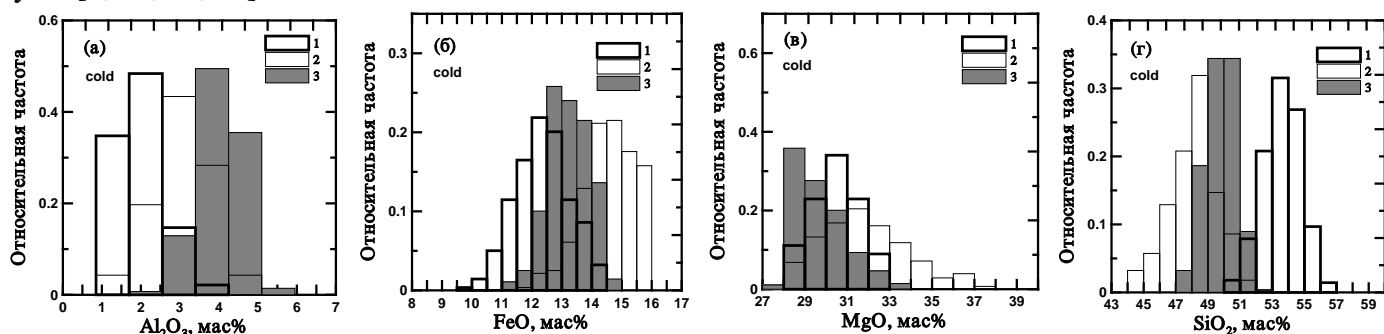 (а)
cold
1
2
3
Относительная частота
0.6
0.4
0.2
0
0 1 2 3 4 5 6 7
Al₂O₃, мас%
(б)
cold
1
2
3
Относительная частота
0.3
0.2
0.1
0
8 9 10 11 12 13 14 15 16 17
FeO, мас%
(в)
cold
1
2
3
Относительная частота
0.6
0.4
0.2
0
27 29 31 33 35 37 39
MgO, мас%
(г)
cold
1
2
3
Относительная частота
0.4
0.3
0.2
0.1
0
43 45 47 49 51 53 55 57 59
SiO₂, мас%